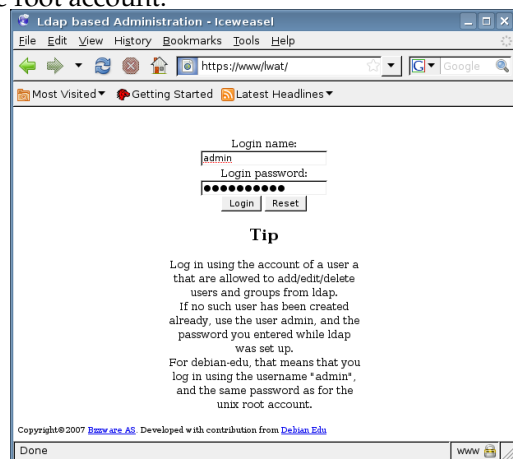 e root account.
Ldap based Administration - Iceweasel
File Edit View History Bookmarks Tools Help
https://www/lwat/
G Google
Most Visited Getting Started Latest Headlines
Login name:
admin
Login password:
●●●●●●●●●●
Login Reset
Tip
Log in using the account of a user a
that are allowed to add/edit/delete
users and groups from ldap.
If no such user has been created
already, use the user admin, and the
password you entered while ldap
was set up.
For debian-edu, that means that you
log in using the username "admin",
and the same password as for the
unix root account.
Copyright©2007 Bzzware AS. Developed with contribution from Debian Edu
Done www